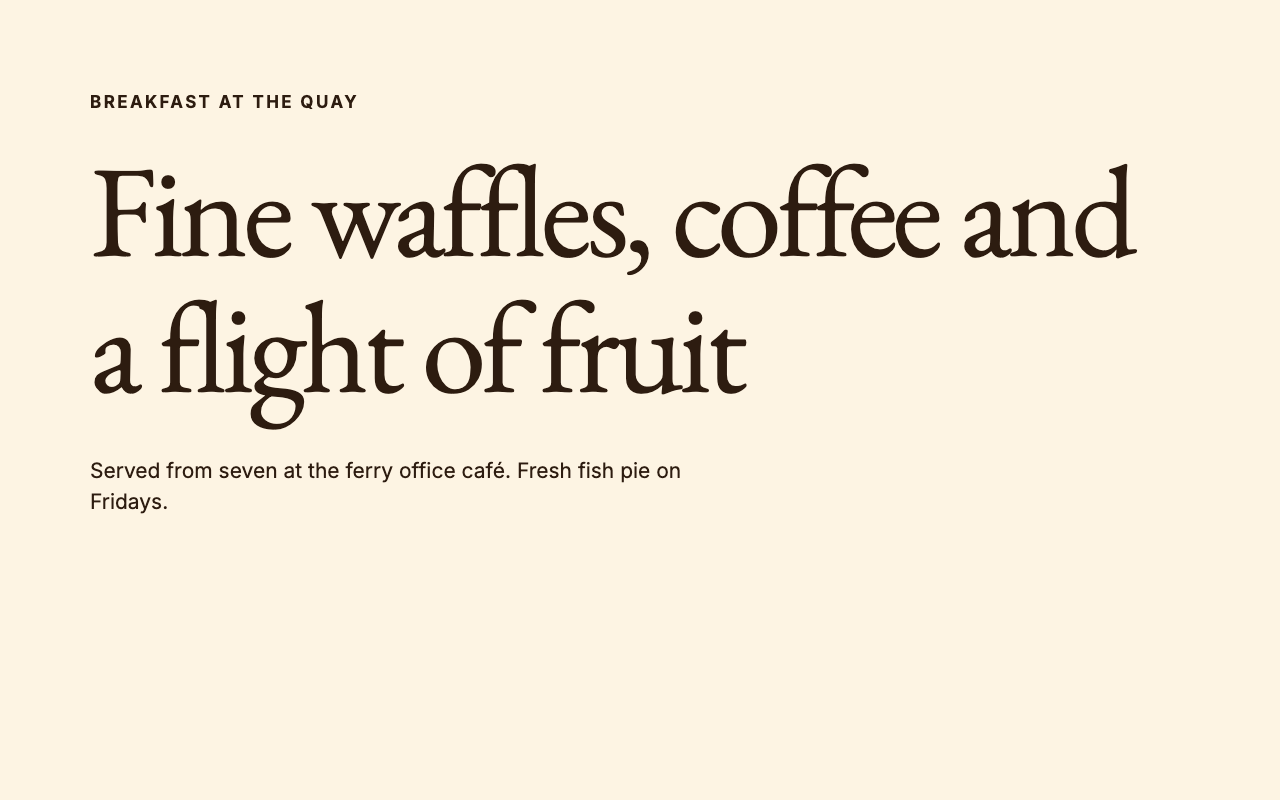 BREAKFAST AT THE QUAY
Fine waffles, coffee and
a flight of fruit
Served from seven at the ferry office café. Fresh fish pie on
Fridays.